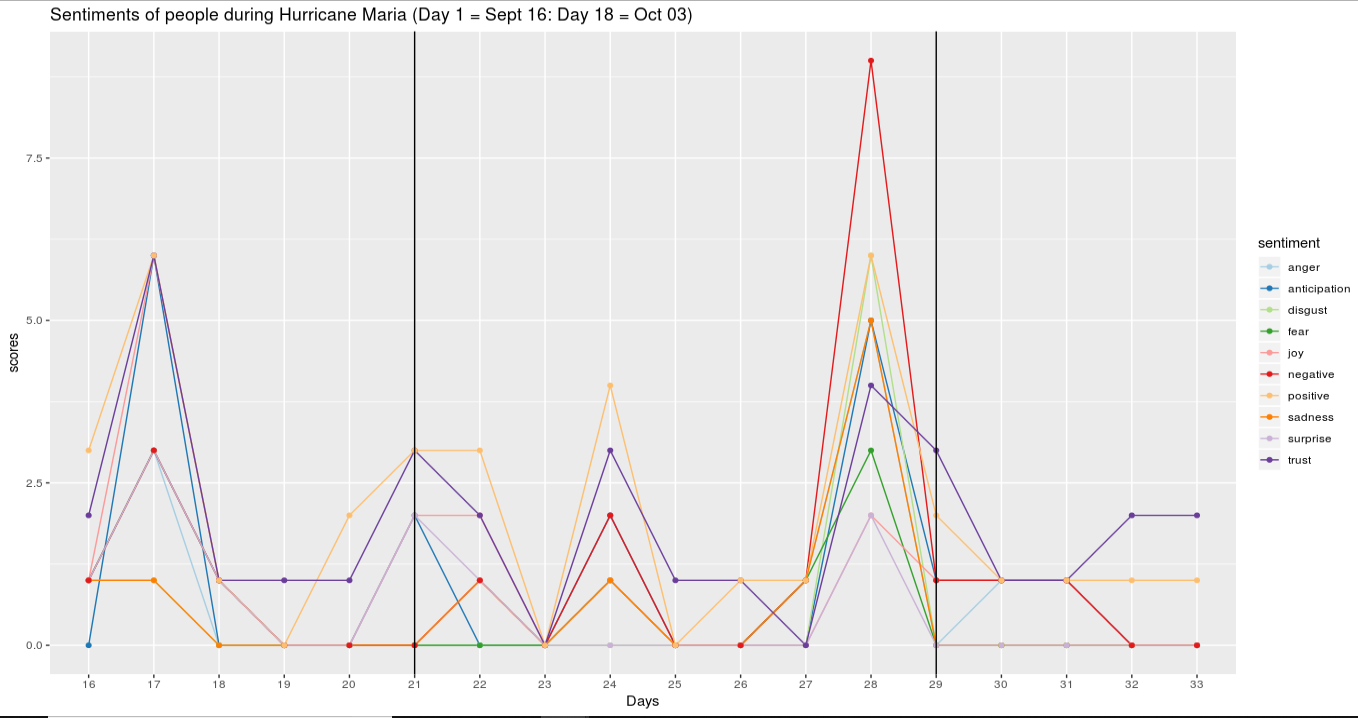 Sentiments of people during Hurricane Maria (Day 1 = Sept 16: Day 18 = Oct 03)
scores
7.5
5.0
2.5
0.0
16 17 18 19 20 21 22 23 24 25 26 27 28 29 30 31 32 33
Days
sentiment
anger
anticipation
disgust
fear
joy
negative
positive
sadness
surprise
trust